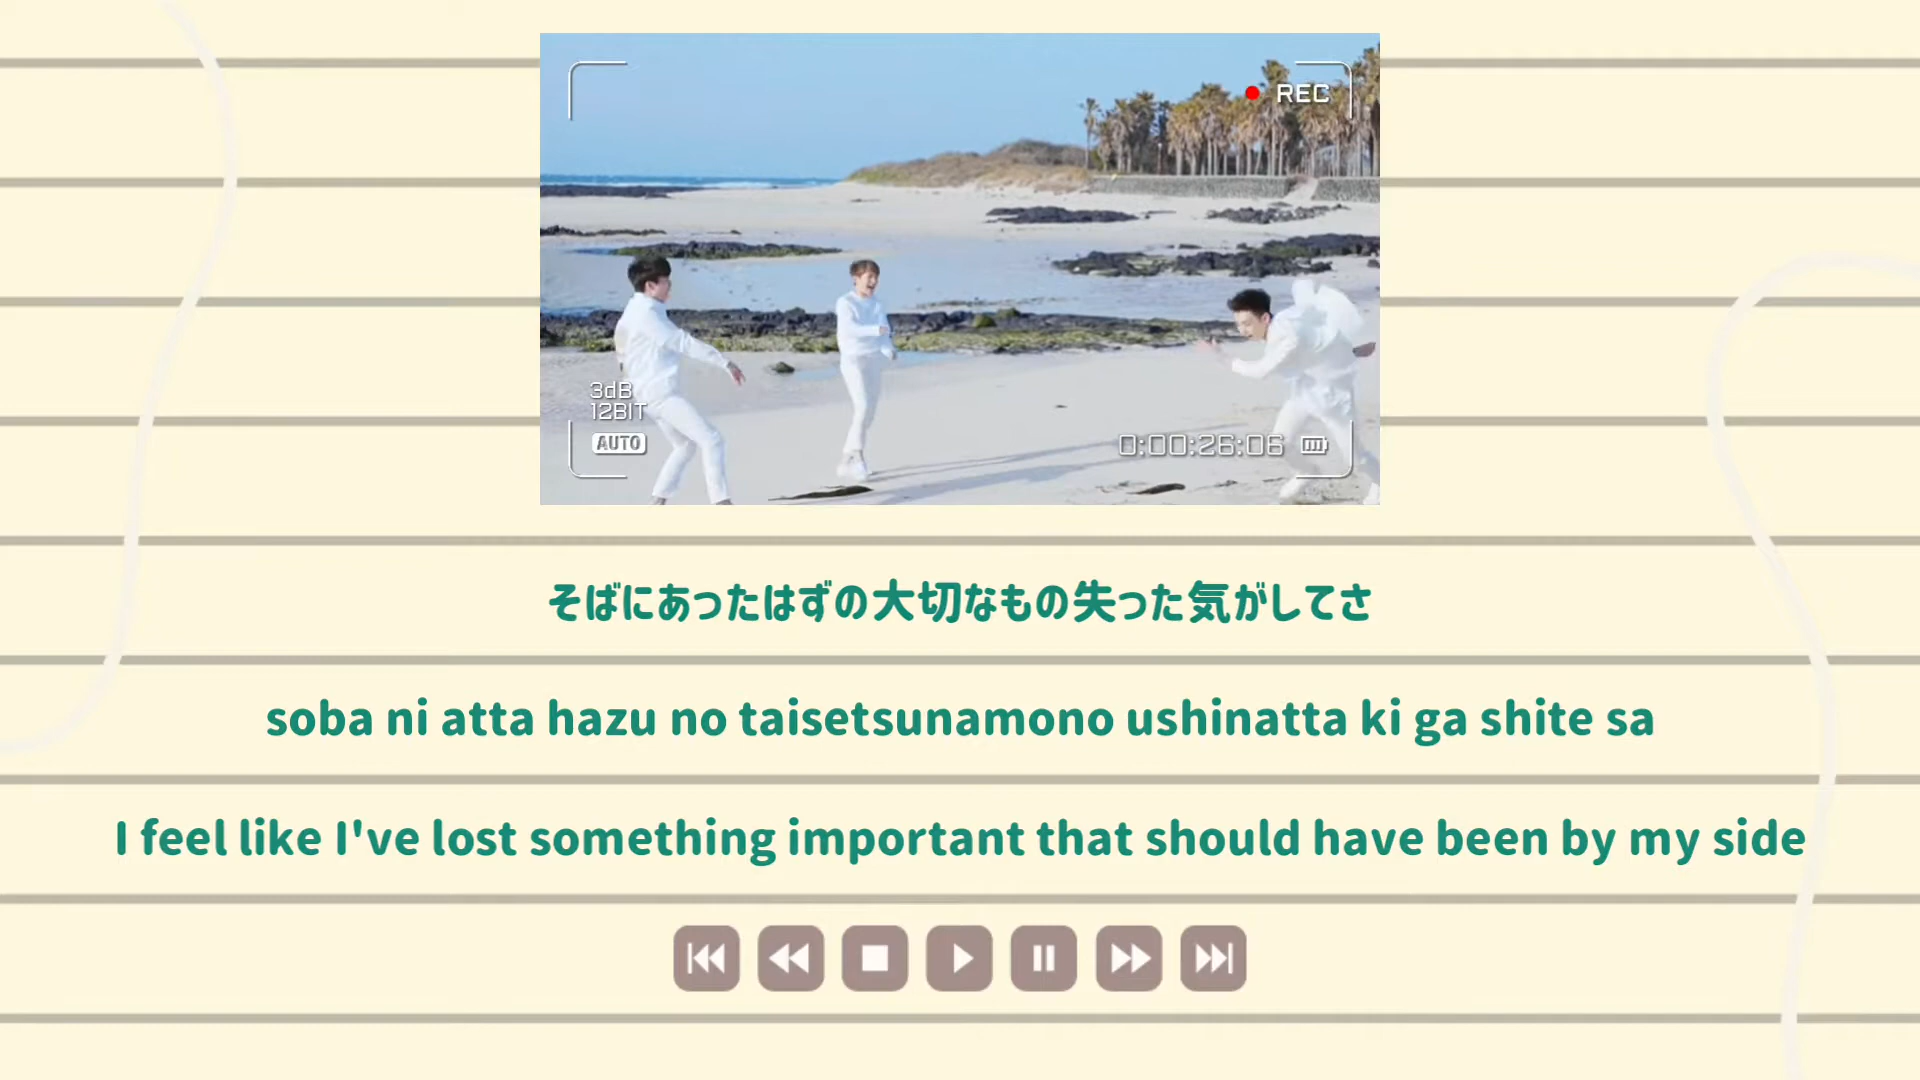 REC
3dB
12BIT
AUTO
0:00:26:06
そばにあったはずの大切なもの失った気がしてさ
soba ni atta hazu no taisetsunamono ushinatta ki ga shite sa
I feel like I've lost something important that should have been by my side